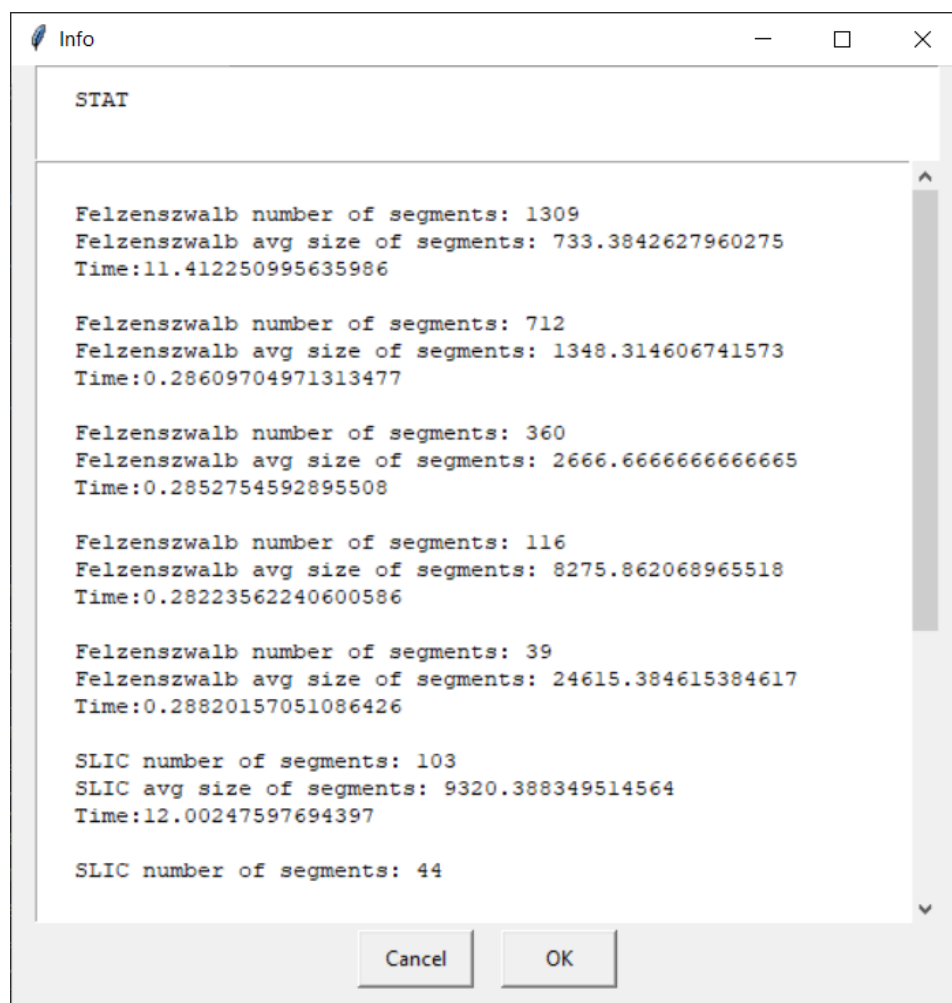 Info
STAT
Felzenszwalb number of segments: 1309
Felzenszwalb avg size of segments: 733.3842627960275
Time:11.412250995635986
Felzenszwalb number of segments: 712
Felzenszwalb avg size of segments: 1348.314606741573
Time:0.28609704971313477
Felzenszwalb number of segments: 360
Felzenszwalb avg size of segments: 2666.6666666666665
Time:0.2852754592895508
Felzenszwalb number of segments: 116
Felzenszwalb avg size of segments: 8275.862068965518
Time:0.28223562240600586
Felzenszwalb number of segments: 39
Felzenszwalb avg size of segments: 24615.384615384617
Time:0.28820157051086426
SLIC number of segments: 103
SLIC avg size of segments: 9320.388349514564
Time:12.00247597694397
SLIC number of segments: 44
Cancel OK